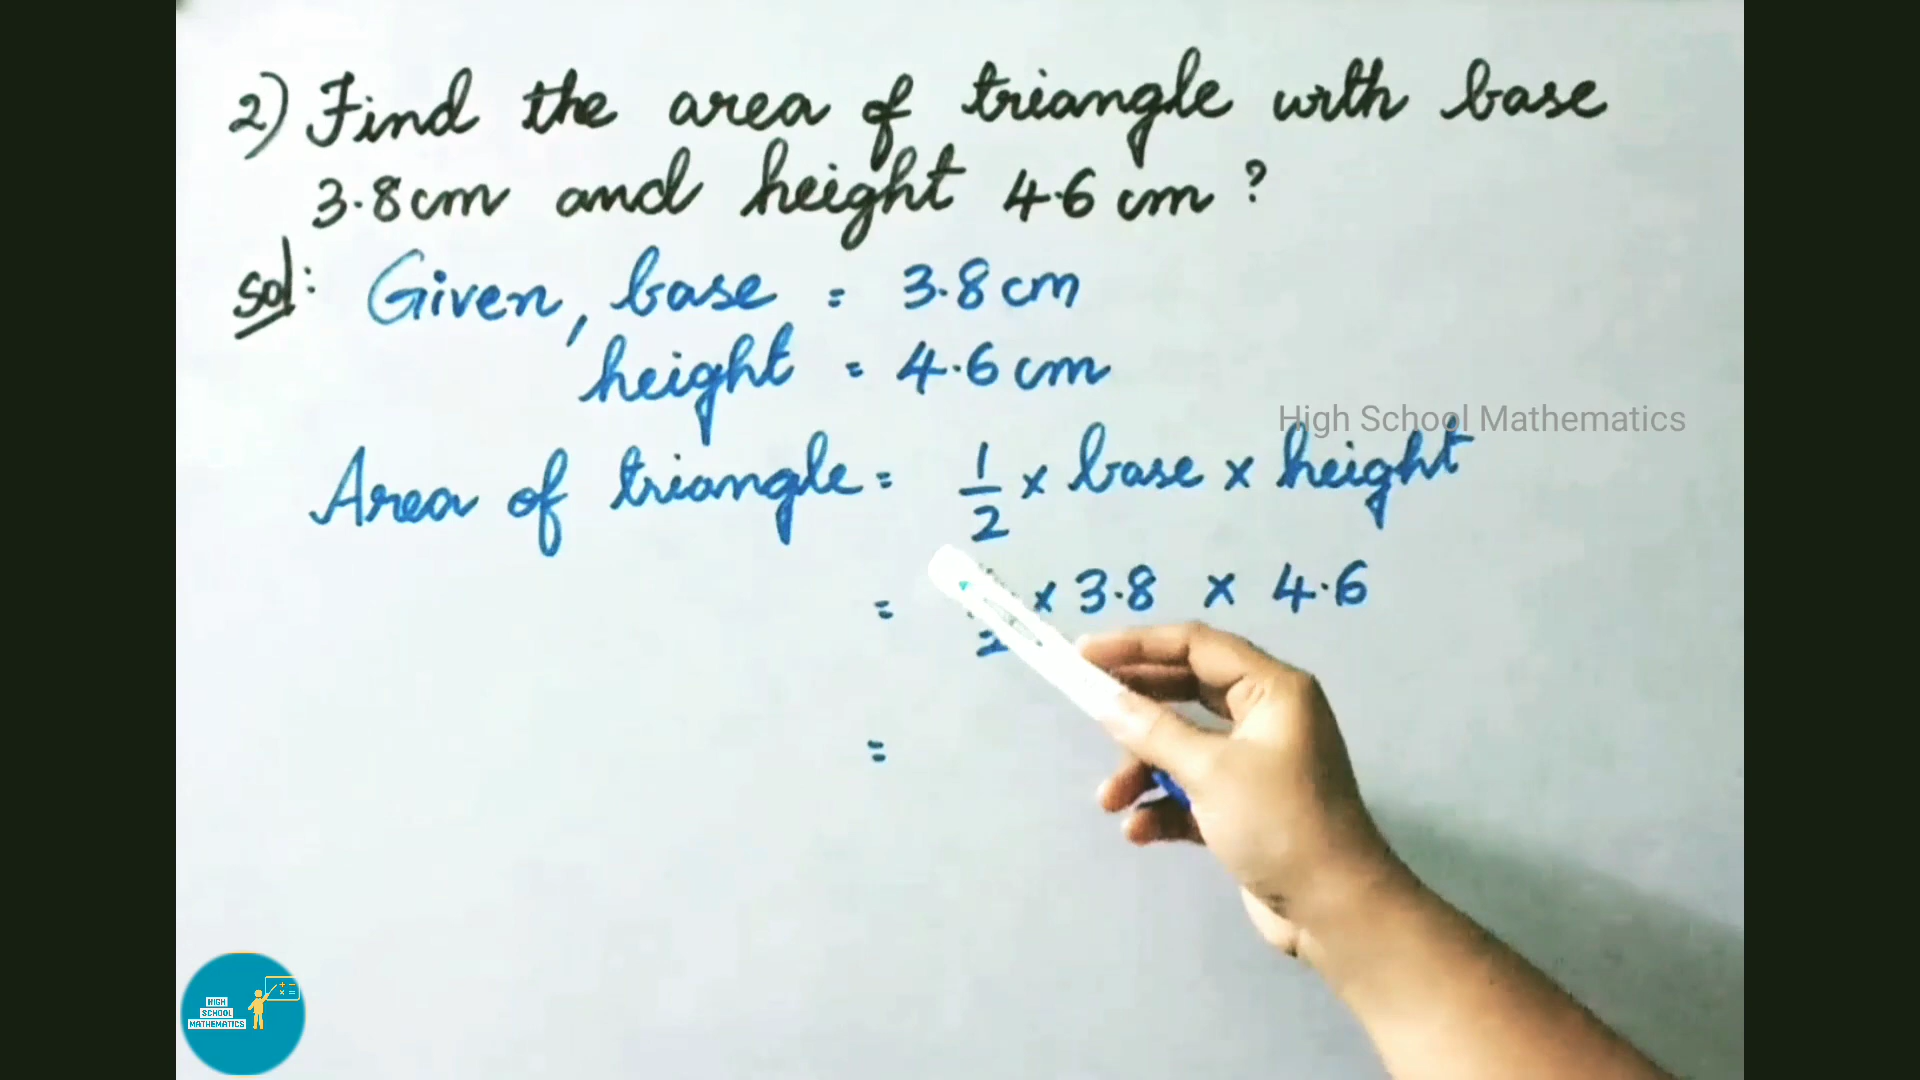 2) Find the area of triangle with base
3.8cm and height 4.6 cm ?
Sol: Given, base = 3.8 cm
height = 4.6 cm
High School Mathematics
Area of triangle = 1/2 × base × height
= /2 × 3.8 × 4.6
=
HIGH
SCHOOL
MATHEMATICS